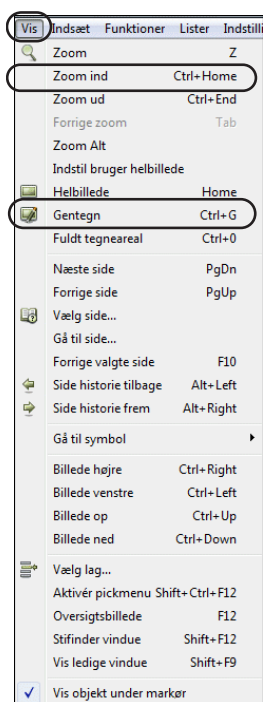 Vis Indsæt Funktioner Lister Indstilli
Zoom Z
Zoom ind Ctrl+Home
Zoom ud Ctrl+End
Forrige zoom Tab
Zoom Alt
Indstil bruger helbillede
Helbillede Home
Gentegn Ctrl+G
Fuldt tegneareal Ctrl+0
Næste side PgDn
Forrige side PgUp
Vælg side...
Gå til side...
Forrige valgte side F10
Side historie tilbage Alt+Left
Side historie frem Alt+Right
Gå til symbol
Billede højre Ctrl+Right
Billede venstre Ctrl+Left
Billede op Ctrl+Up
Billede ned Ctrl+Down
Vælg lag...
Aktivér pickmenu Shift+Ctrl+F12
Oversigtsbillede F12
Stifinder vindue Shift+F12
Vis ledige vindue Shift+F9
Vis objekt under markør